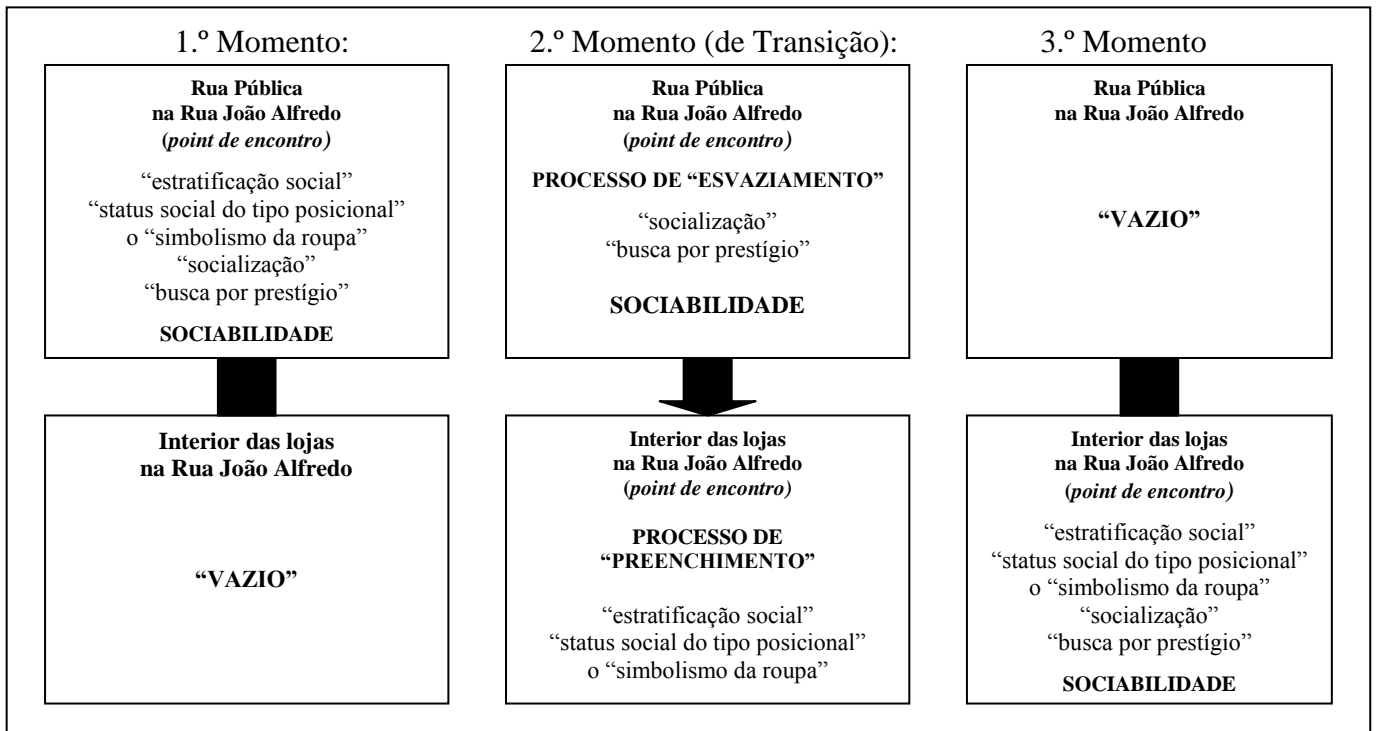 1.º Momento:
Rua Pública
na Rua João Alfredo
(point de encontro)
“estratificação social”
“status social do tipo posicional”
o “simbolismo da roupa”
“socialização”
“busca por prestígio”
SOCIABILIDADE
Interior das lojas
na Rua João Alfredo
“VAZIO”
2.º Momento (de Transição):
Rua Pública
na Rua João Alfredo
(point de encontro)
PROCESSO DE “ESVAZIAMENTO”
“socialização”
“busca por prestígio”
SOCIABILIDADE
Interior das lojas
na Rua João Alfredo
(point de encontro)
PROCESSO DE
“PREENCHIMENTO”
“estratificação social”
“status social do tipo posicional”
o “simbolismo da roupa”
3.º Momento
Rua Pública
na Rua João Alfredo
“VAZIO”
Interior das lojas
na Rua João Alfredo
(point de encontro)
“estratificação social”
“status social do tipo posicional”
o “simbolismo da roupa”
“socialização”
“busca por prestígio”
SOCIABILIDADE